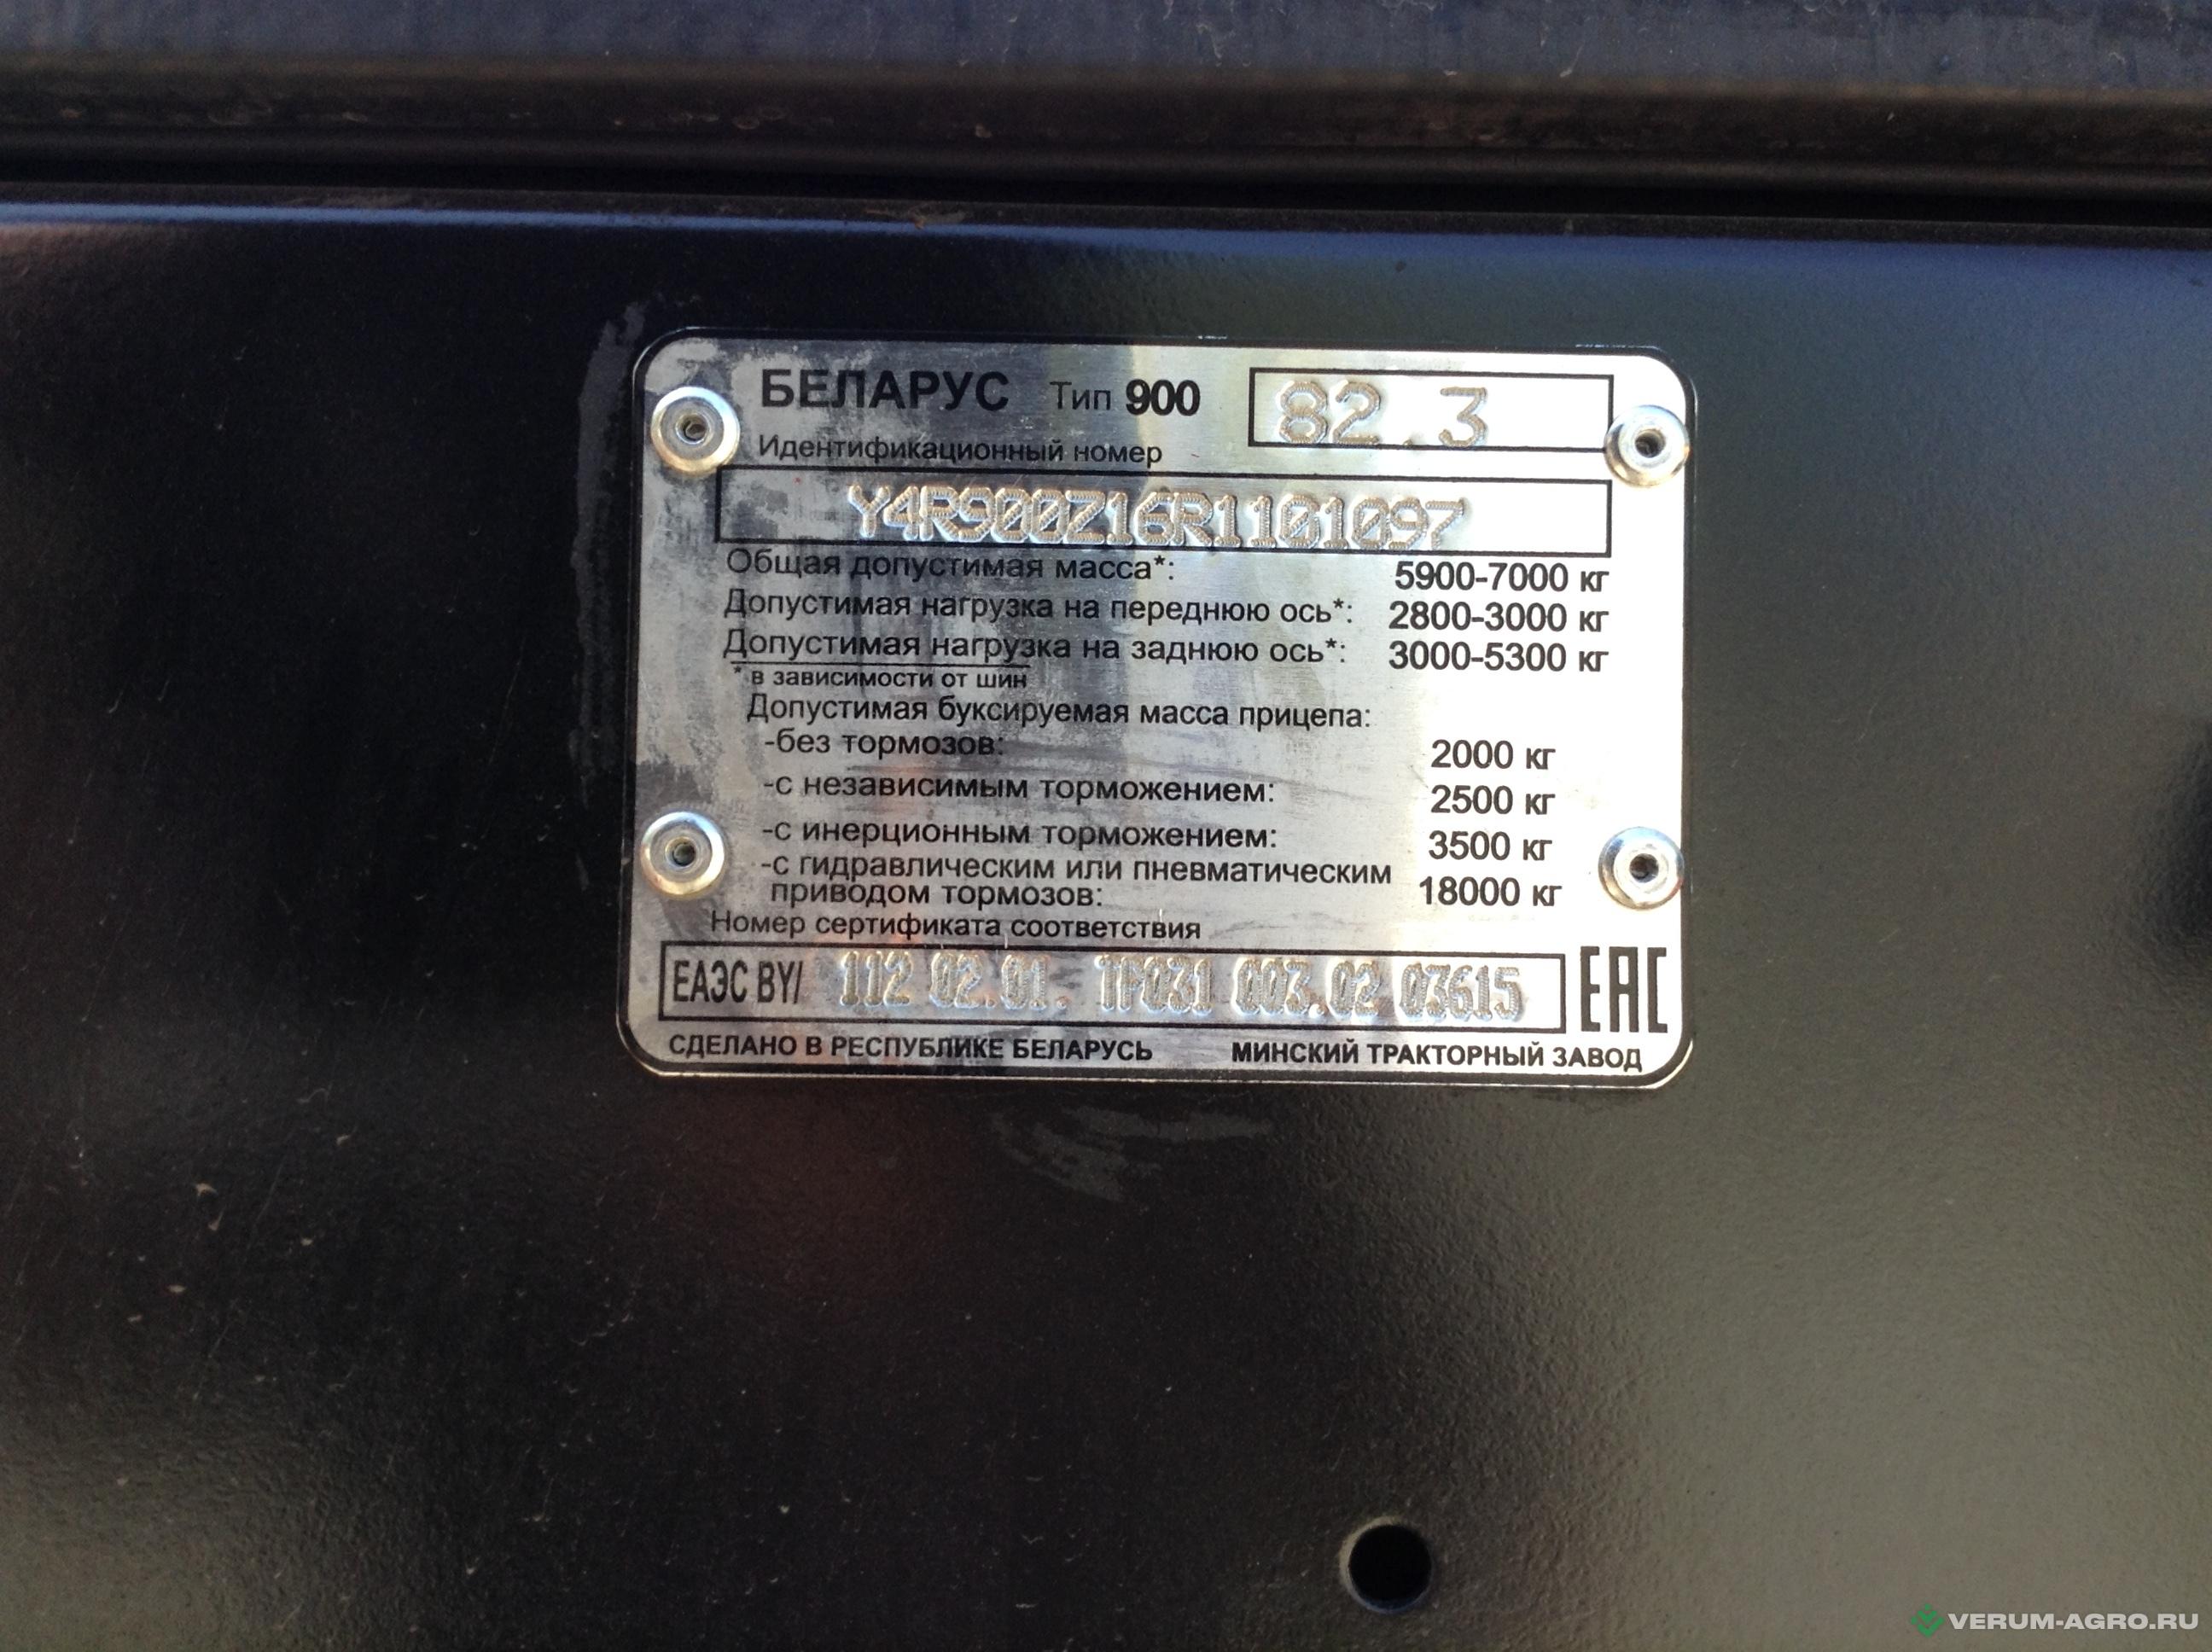 БЕЛАРУС Тип 900 82.3
Идентификационный номер
Y4R900Z16R1101097
Общая допустимая масса*: 5900-7000 кг
Допустимая нагрузка на переднюю ось*: 2800-3000 кг
Допустимая нагрузка на заднюю ось*: 3000-5300 кг
* в зависимости от шин
Допустимая буксируемая масса прицепа:
-без тормозов: 2000 кг
-с независимым торможением: 2500 кг
-с инерционным торможением: 3500 кг
-с гидравлическим или пневматическим
приводом тормозов: 18000 кг
Номер сертификата соответствия
ЕАЭС BY/ 112 02.01. ТР031 003.02 03615 EAC
СДЕЛАНО В РЕСПУБЛИКЕ БЕЛАРУСЬ МИНСКИЙ ТРАКТОРНЫЙ ЗАВОД
VERUM-AGRO.RU